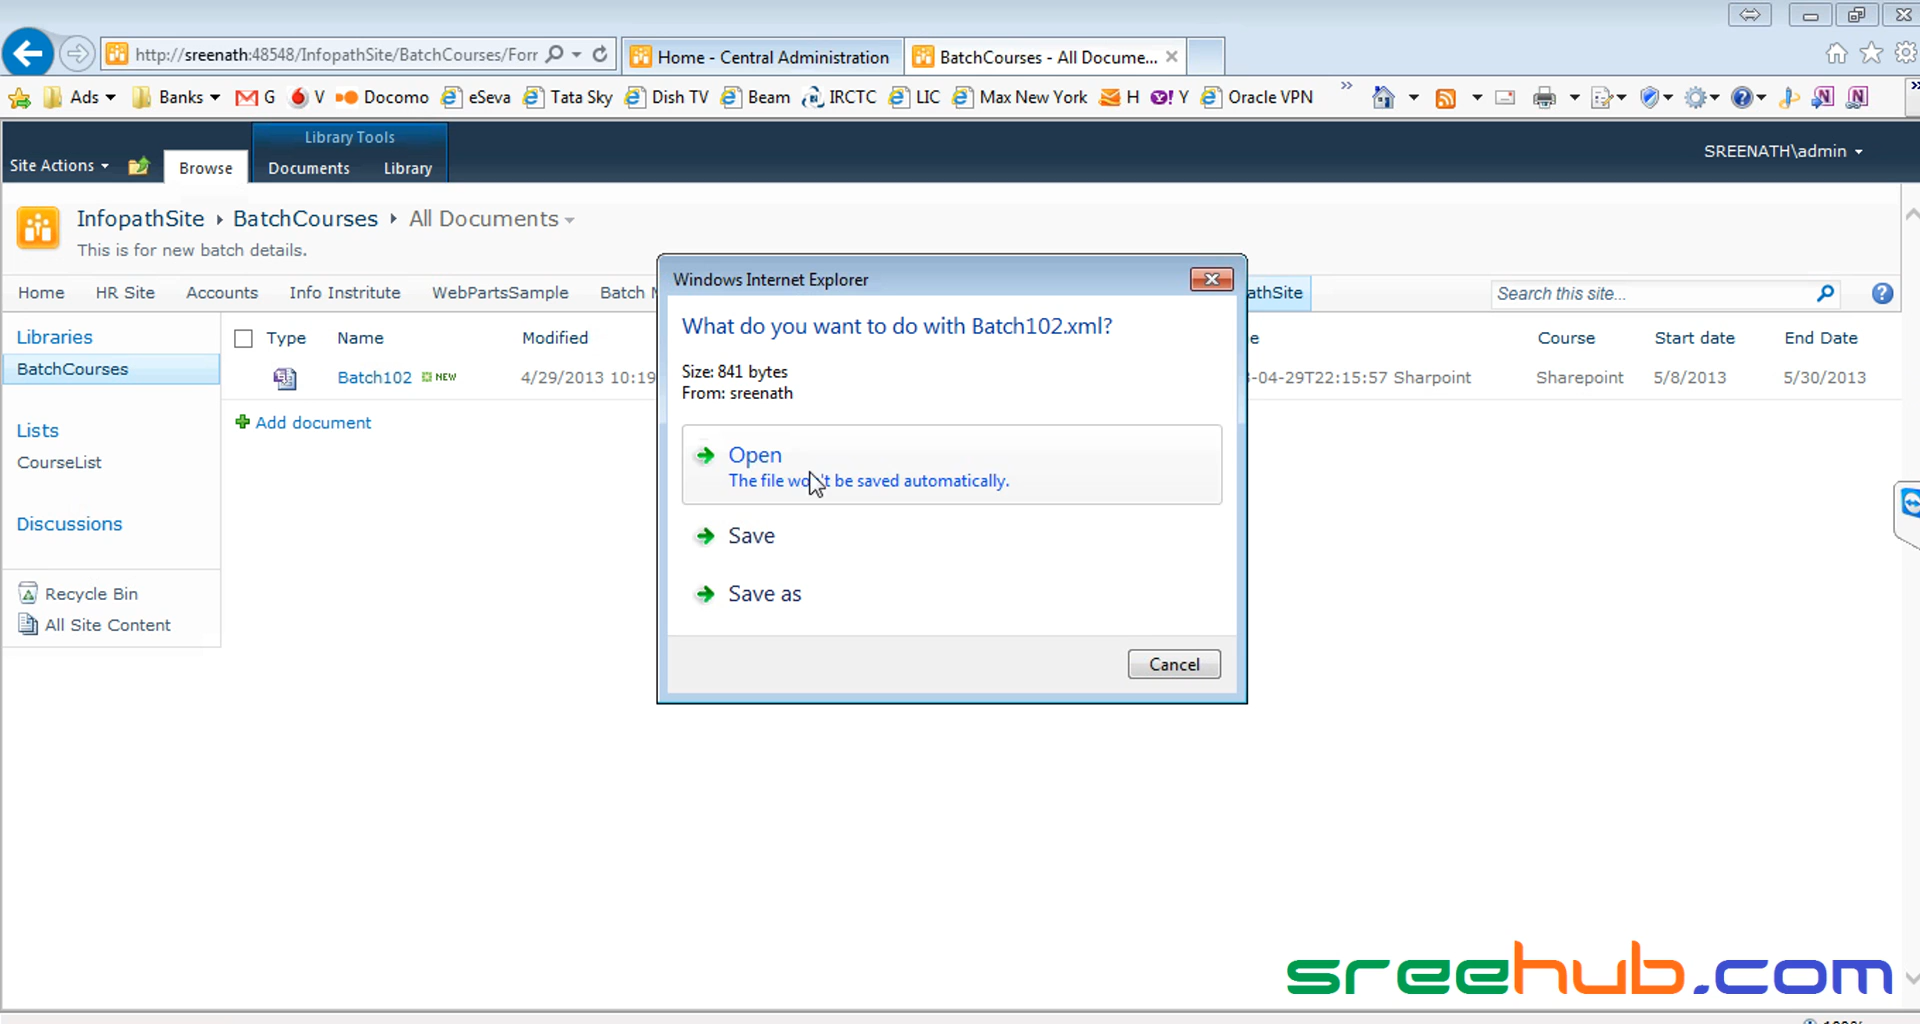 http://sreenath:48548/InfopathSite/BatchCourses/Forr
Home - Central Administration
BatchCourses - All Docume...
Ads
Banks
G
V
Docomo
eSeva
Tata Sky
Dish TV
Beam
IRCTC
LIC
Max New York
H
Y
Oracle VPN
Library Tools
Site Actions
Browse
Documents
Library
SREENATH\admin
InfopathSite BatchCourses All Documents
This is for new batch details.
Home
HR Site
Accounts
Info Institute
WebPartsSample
Batch
athSite
Search this site...
Libraries
BatchCourses
Lists
CourseList
Discussions
Recycle Bin
All Site Content
Type Name Modified
e Course Start date End Date
Batch102 NEW 4/29/2013 10:19
-04-29T22:15:57 Sharpoint Sharepoint 5/8/2013 5/30/2013
Add document
Windows Internet Explorer
What do you want to do with Batch102.xml?
Size: 841 bytes
From: sreenath
Open
The file won't be saved automatically.
Save
Save as
Cancel
sreehub.com